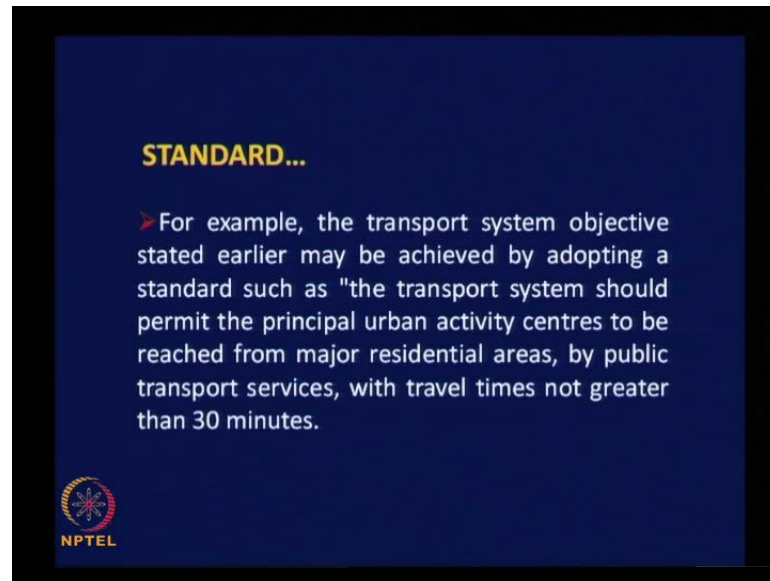 STANDARD...
➤For example, the transport system objective
stated earlier may be achieved by adopting a
standard such as "the transport system should
permit the principal urban activity centres to be
reached from major residential areas, by public
transport services, with travel times not greater
than 30 minutes.
NPTEL